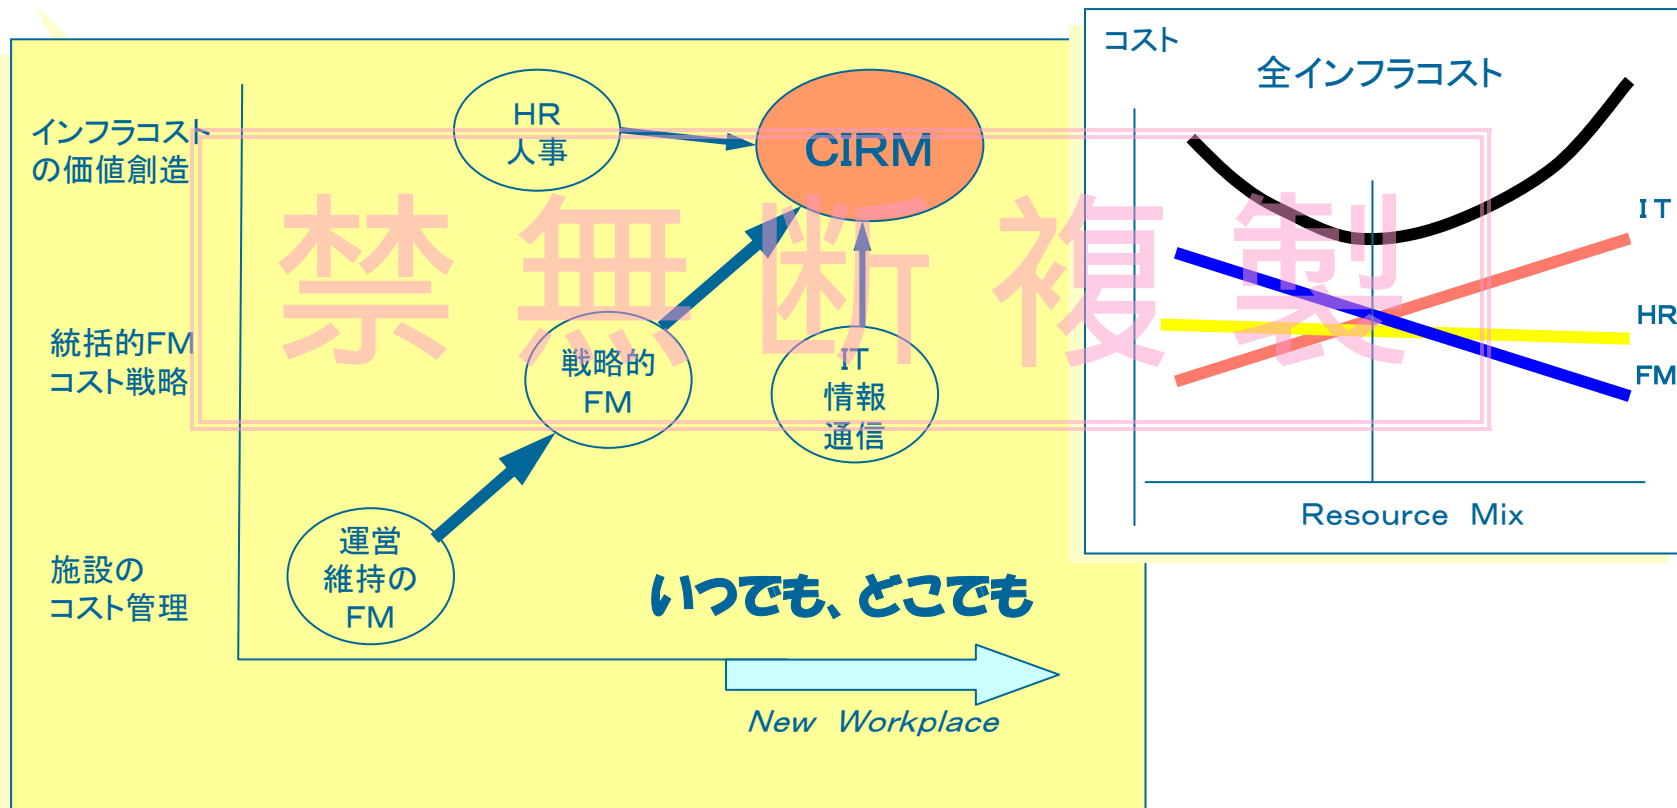 インフラコスト
の価値創造
統括的FM
コスト戦略
施設の
コスト管理
HR
人事
CIRM
戦略的
FM
IT
情報
通信
運営
維持の
FM
いつでも、どこでも
New Workplace
コスト
全インフラコスト
IT
HR
FM
Resource Mix
禁無断複製